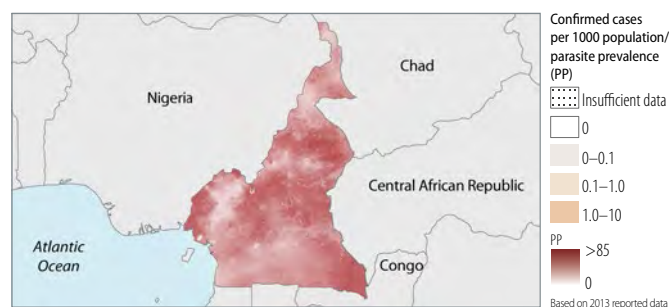 Nigeria
Chad
Central African Republic
Atlantic
Ocean
Congo
Confirmed cases
per 1000 population/
parasite prevalence
(PP)
Insufficient data
0
0–0.1
0.1–1.0
1.0–10
PP
>85
0
Based on 2013 reported data